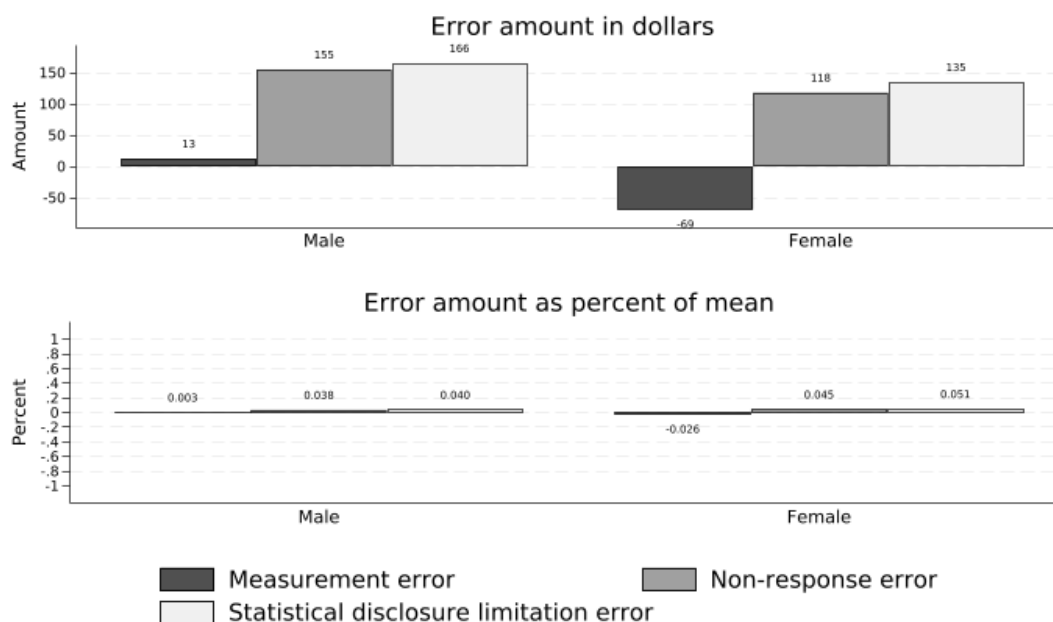 Error amount in dollars
166
155
150
135
118
100
Amount
50
13
0
-50
-69
Male
Female
Error amount as percent of mean
1
.8
.6
.4
.2
0
-.2
-.4
-.6
-.8
-1
Percent
0.003
0.038
0.040
0.045
0.051
-0.026
Male
Female
Measurement error
Non-response error
Statistical disclosure limitation error